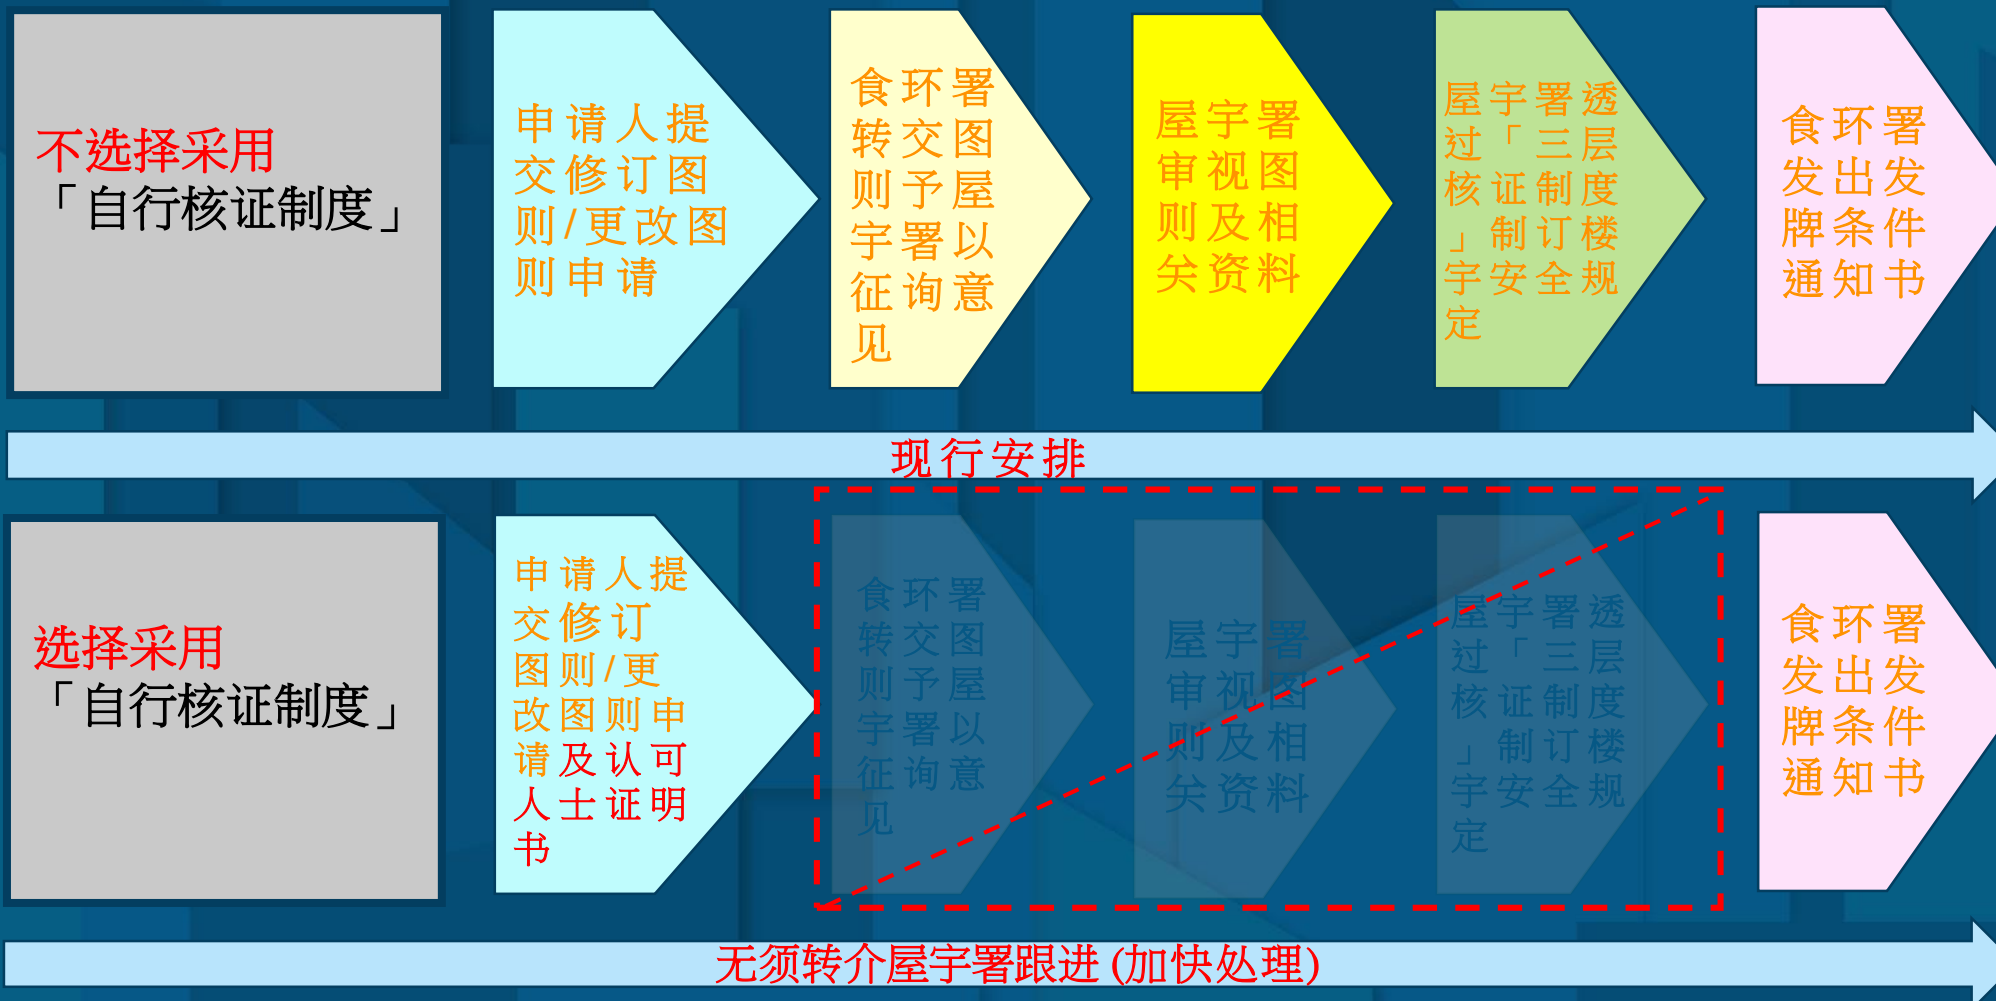 不选择采用
「自行核证制度」
申请人提
交修订图
则/更改图
则申请
食环署
转交图
则予屋
宇署以
征询意
见
屋宇署
审视图
则及相
关资料
屋宇署透
过「三层
核证制度
」制订楼
宇安全规
定
食环署
发出发
牌条件
通知书
现行安排
选择采用
「自行核证制度」
申请人提
交修订
图则/更
改图则申
请及认可
人士证明
书
食环署
转交图
则予屋
宇署以
征询意
见
屋宇署
审视图
则及相
关资料
屋宇署透
过「三层
核证制度
」制订楼
宇安全规
定
食环署
发出发
牌条件
通知书
无须转介屋宇署跟进(加快处理)